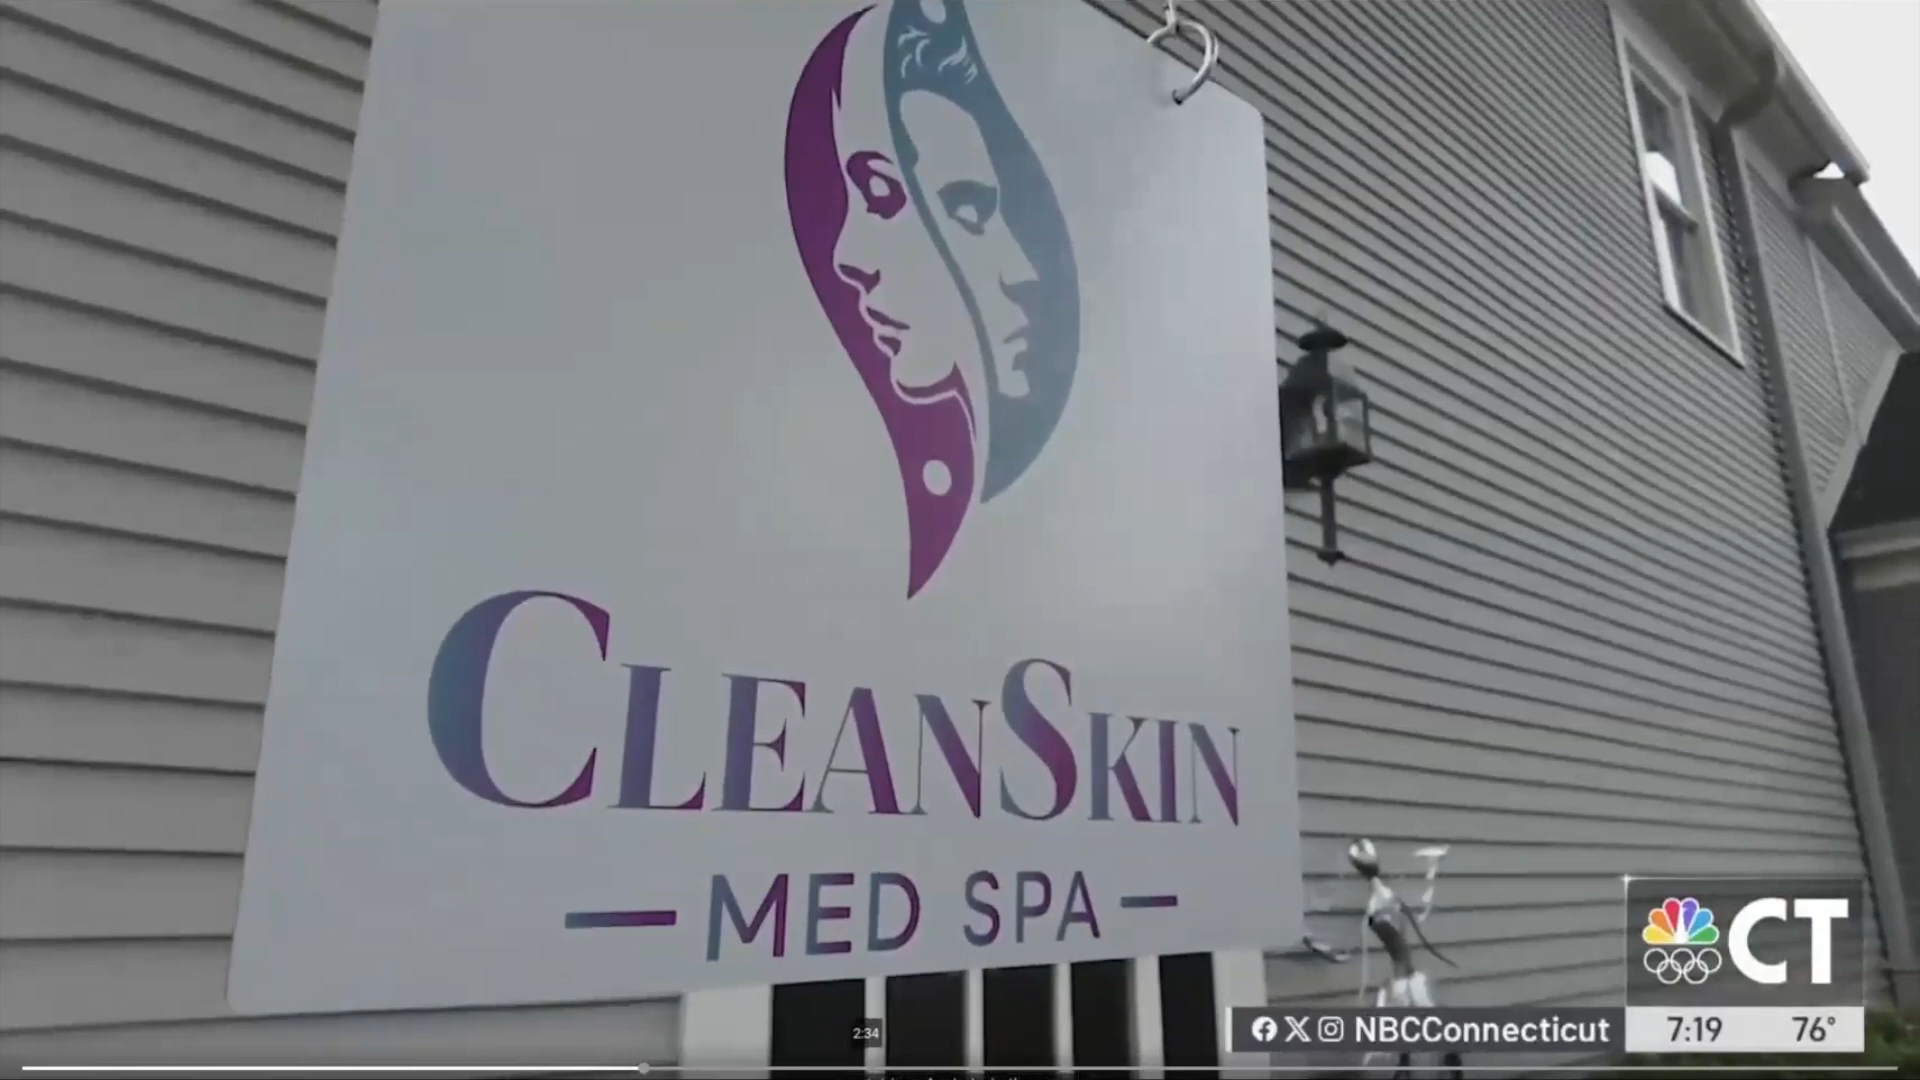 CLEANSKIN
MED SPA
CT
NBCConnecticut
7:19 76°
2:34